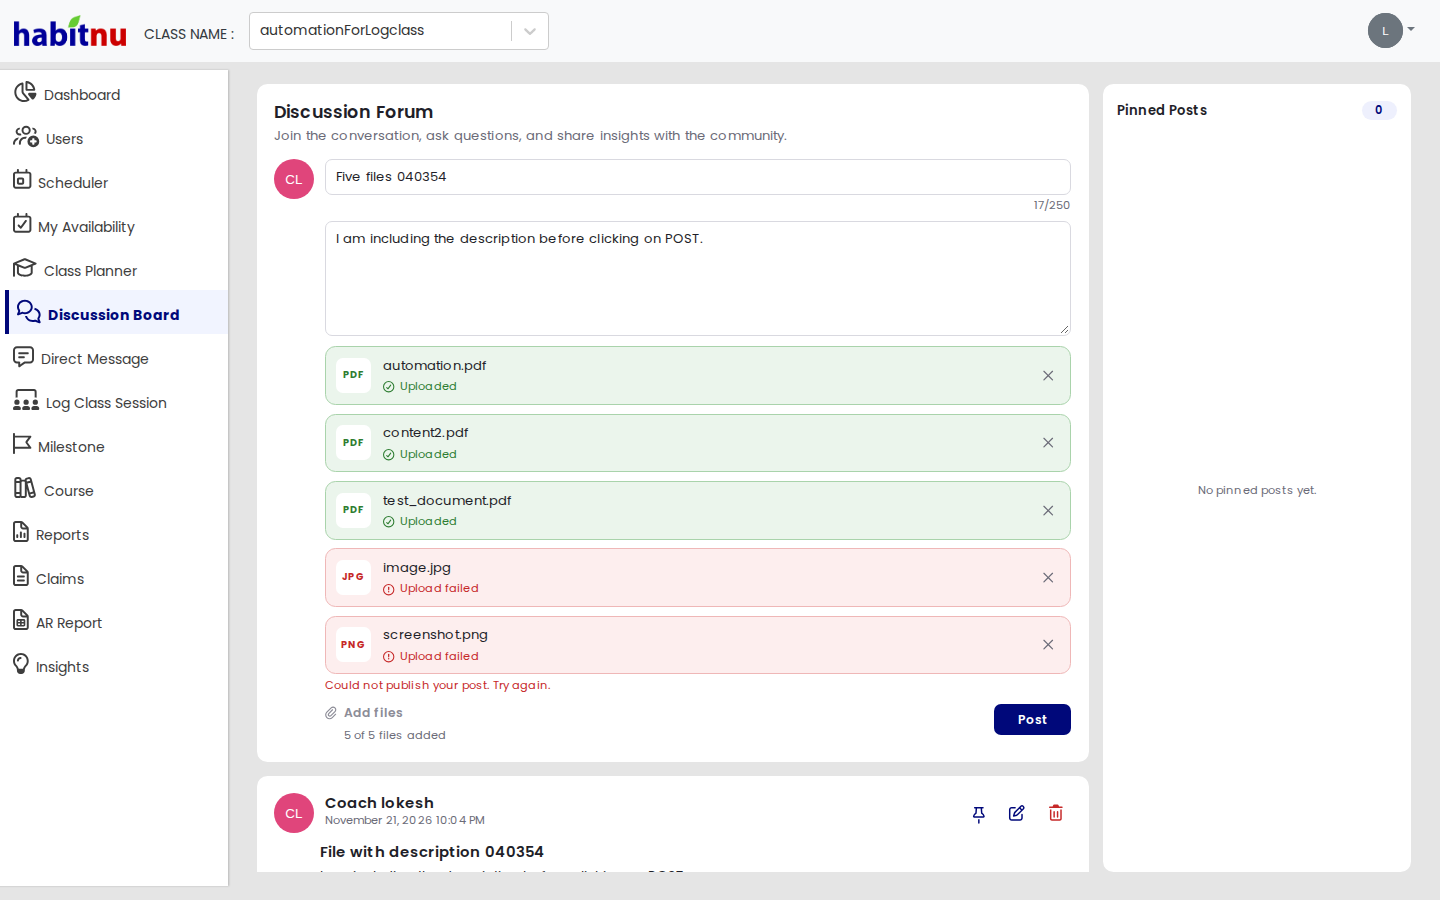 habitnu
CLASS NAME :
automationForLogclass
L
Dashboard
Users
Scheduler
My Availability
Class Planner
Discussion Board
Direct Message
Log Class Session
Milestone
Course
Reports
Claims
AR Report
Insights
Discussion Forum
Join the conversation, ask questions, and share insights with the community.
CL
Five files 040354
17/250
I am including the description before clicking on POST.
PDF
automation.pdf
Uploaded
PDF
content2.pdf
Uploaded
PDF
test_document.pdf
Uploaded
JPG
image.jpg
Upload failed
PNG
screenshot.png
Upload failed
Could not publish your post. Try again.
Add files
5 of 5 files added
Post
CL
Coach lokesh
November 21, 2026 10:04 PM
File with description 040354
Pinned Posts
0
No pinned posts yet.